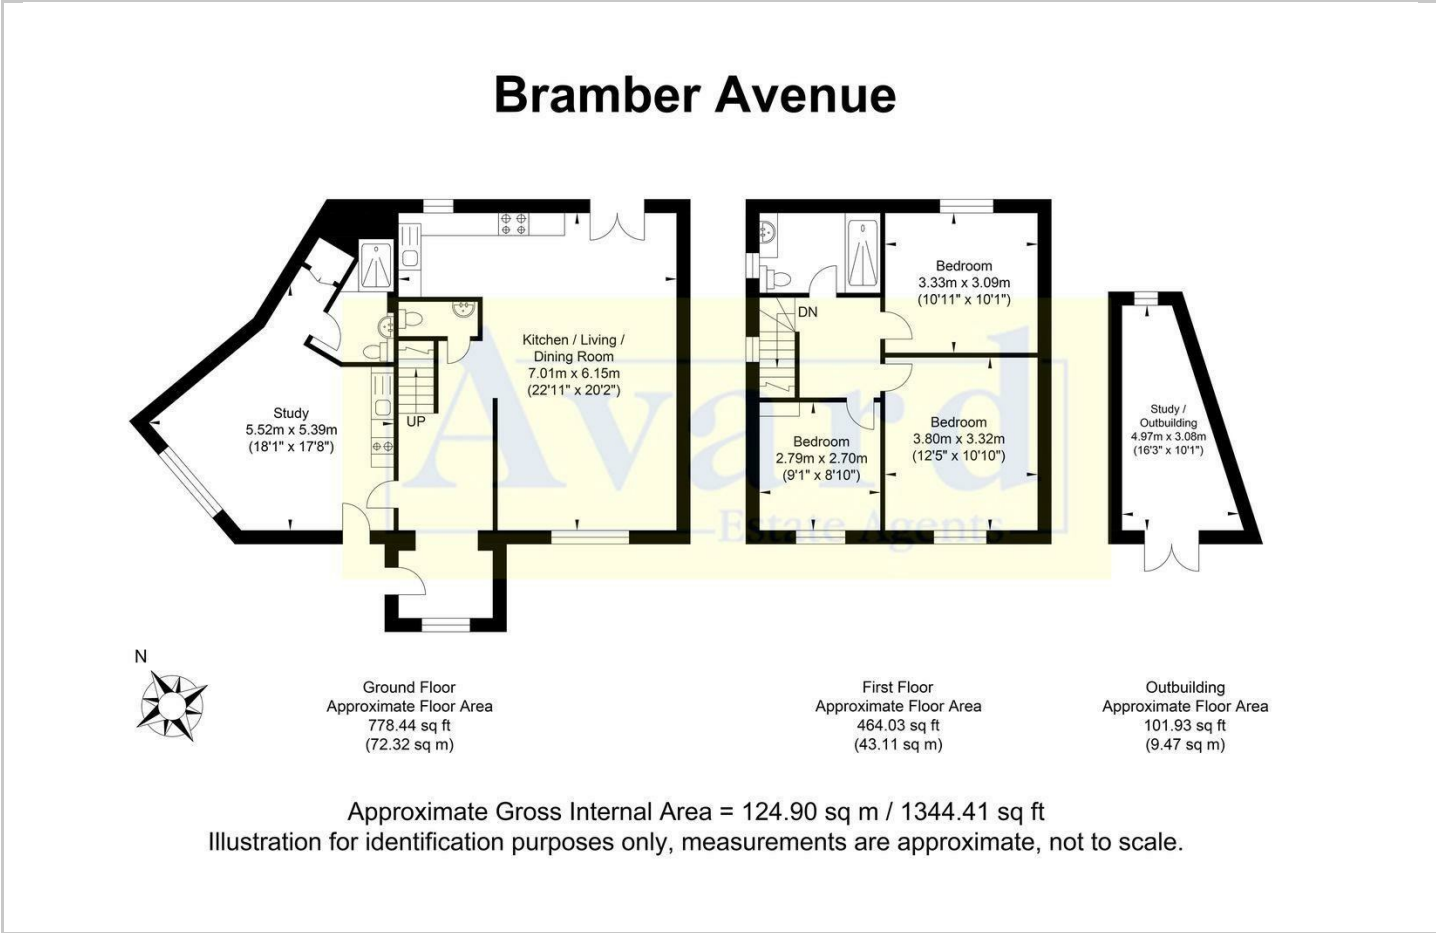 Bramber Avenue
Kitchen / Living /
Dining Room
7.01m x 6.15m
(22'11" x 20'2")
Study
5.52m x 5.39m
(18'1" x 17'8")
UP
DN
Bedroom
3.33m x 3.09m
(10'11" x 10'1")
Bedroom
3.80m x 3.32m
(12'5" x 10'10")
Bedroom
2.79m x 2.70m
(9'1" x 8'10")
Study /
Outbuilding
4.97m x 3.08m
(16'3" x 10'1")
Avard
Estate Agents
N
Ground Floor
Approximate Floor Area
778.44 sq ft
(72.32 sq m)
First Floor
Approximate Floor Area
464.03 sq ft
(43.11 sq m)
Outbuilding
Approximate Floor Area
101.93 sq ft
(9.47 sq m)
Approximate Gross Internal Area = 124.90 sq m / 1344.41 sq ft
Illustration for identification purposes only, measurements are approximate, not to scale.